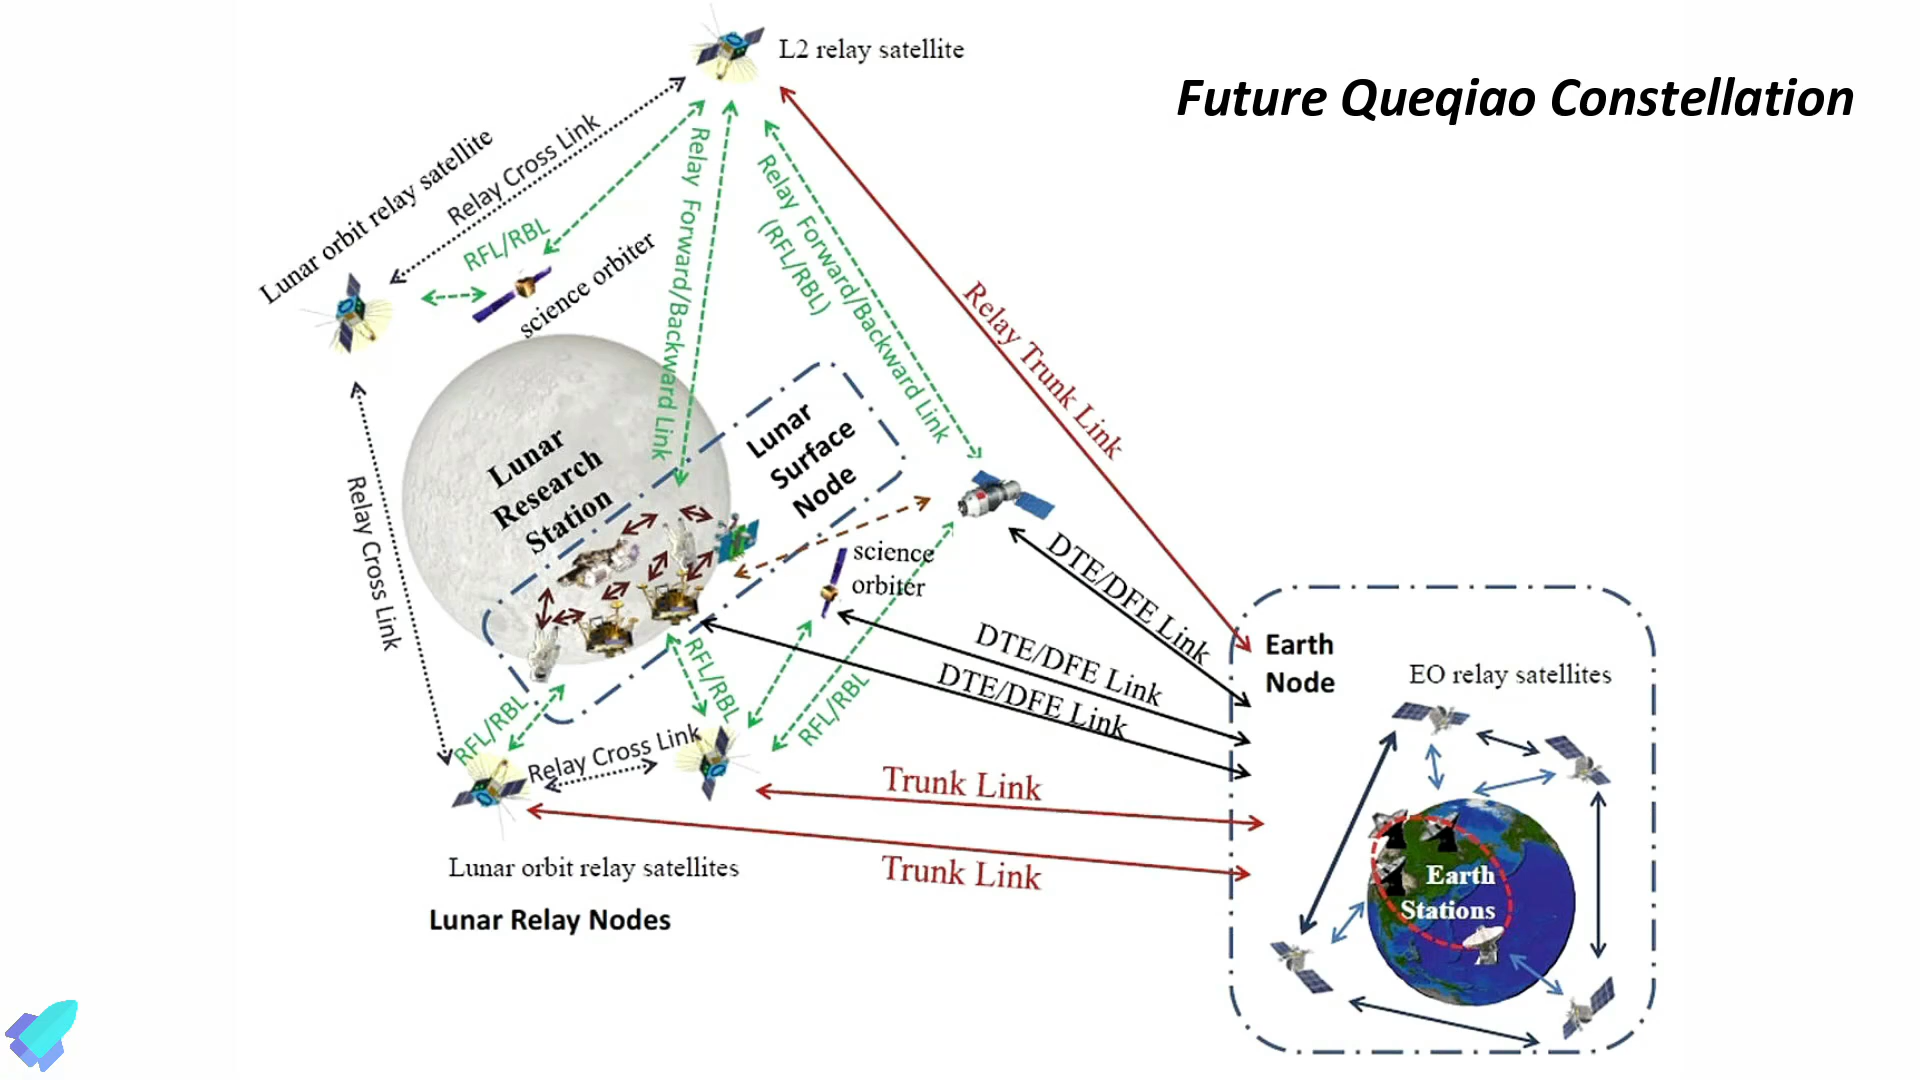 L2 relay satellite
Future Queqiao Constellation
Lunar orbit relay satellite
Relay Cross Link
RFL/RBL
science orbiter
Relay Forward/Backward Link
Relay Forward/Backward Link
(RFL/RBL)
Relay Trunk Link
Lunar
Research
Station
Lunar
Surface
Node
Relay Cross Link
science
orbiter
DTE/DFE Link
DTE/DFE Link
DTE/DFE Link
RFL/RBL
RFL/RBL
RFL/RBL
Relay Cross Link
Trunk Link
Trunk Link
Lunar orbit relay satellites
Lunar Relay Nodes
Earth
Node
EO relay satellites
Earth
Stations